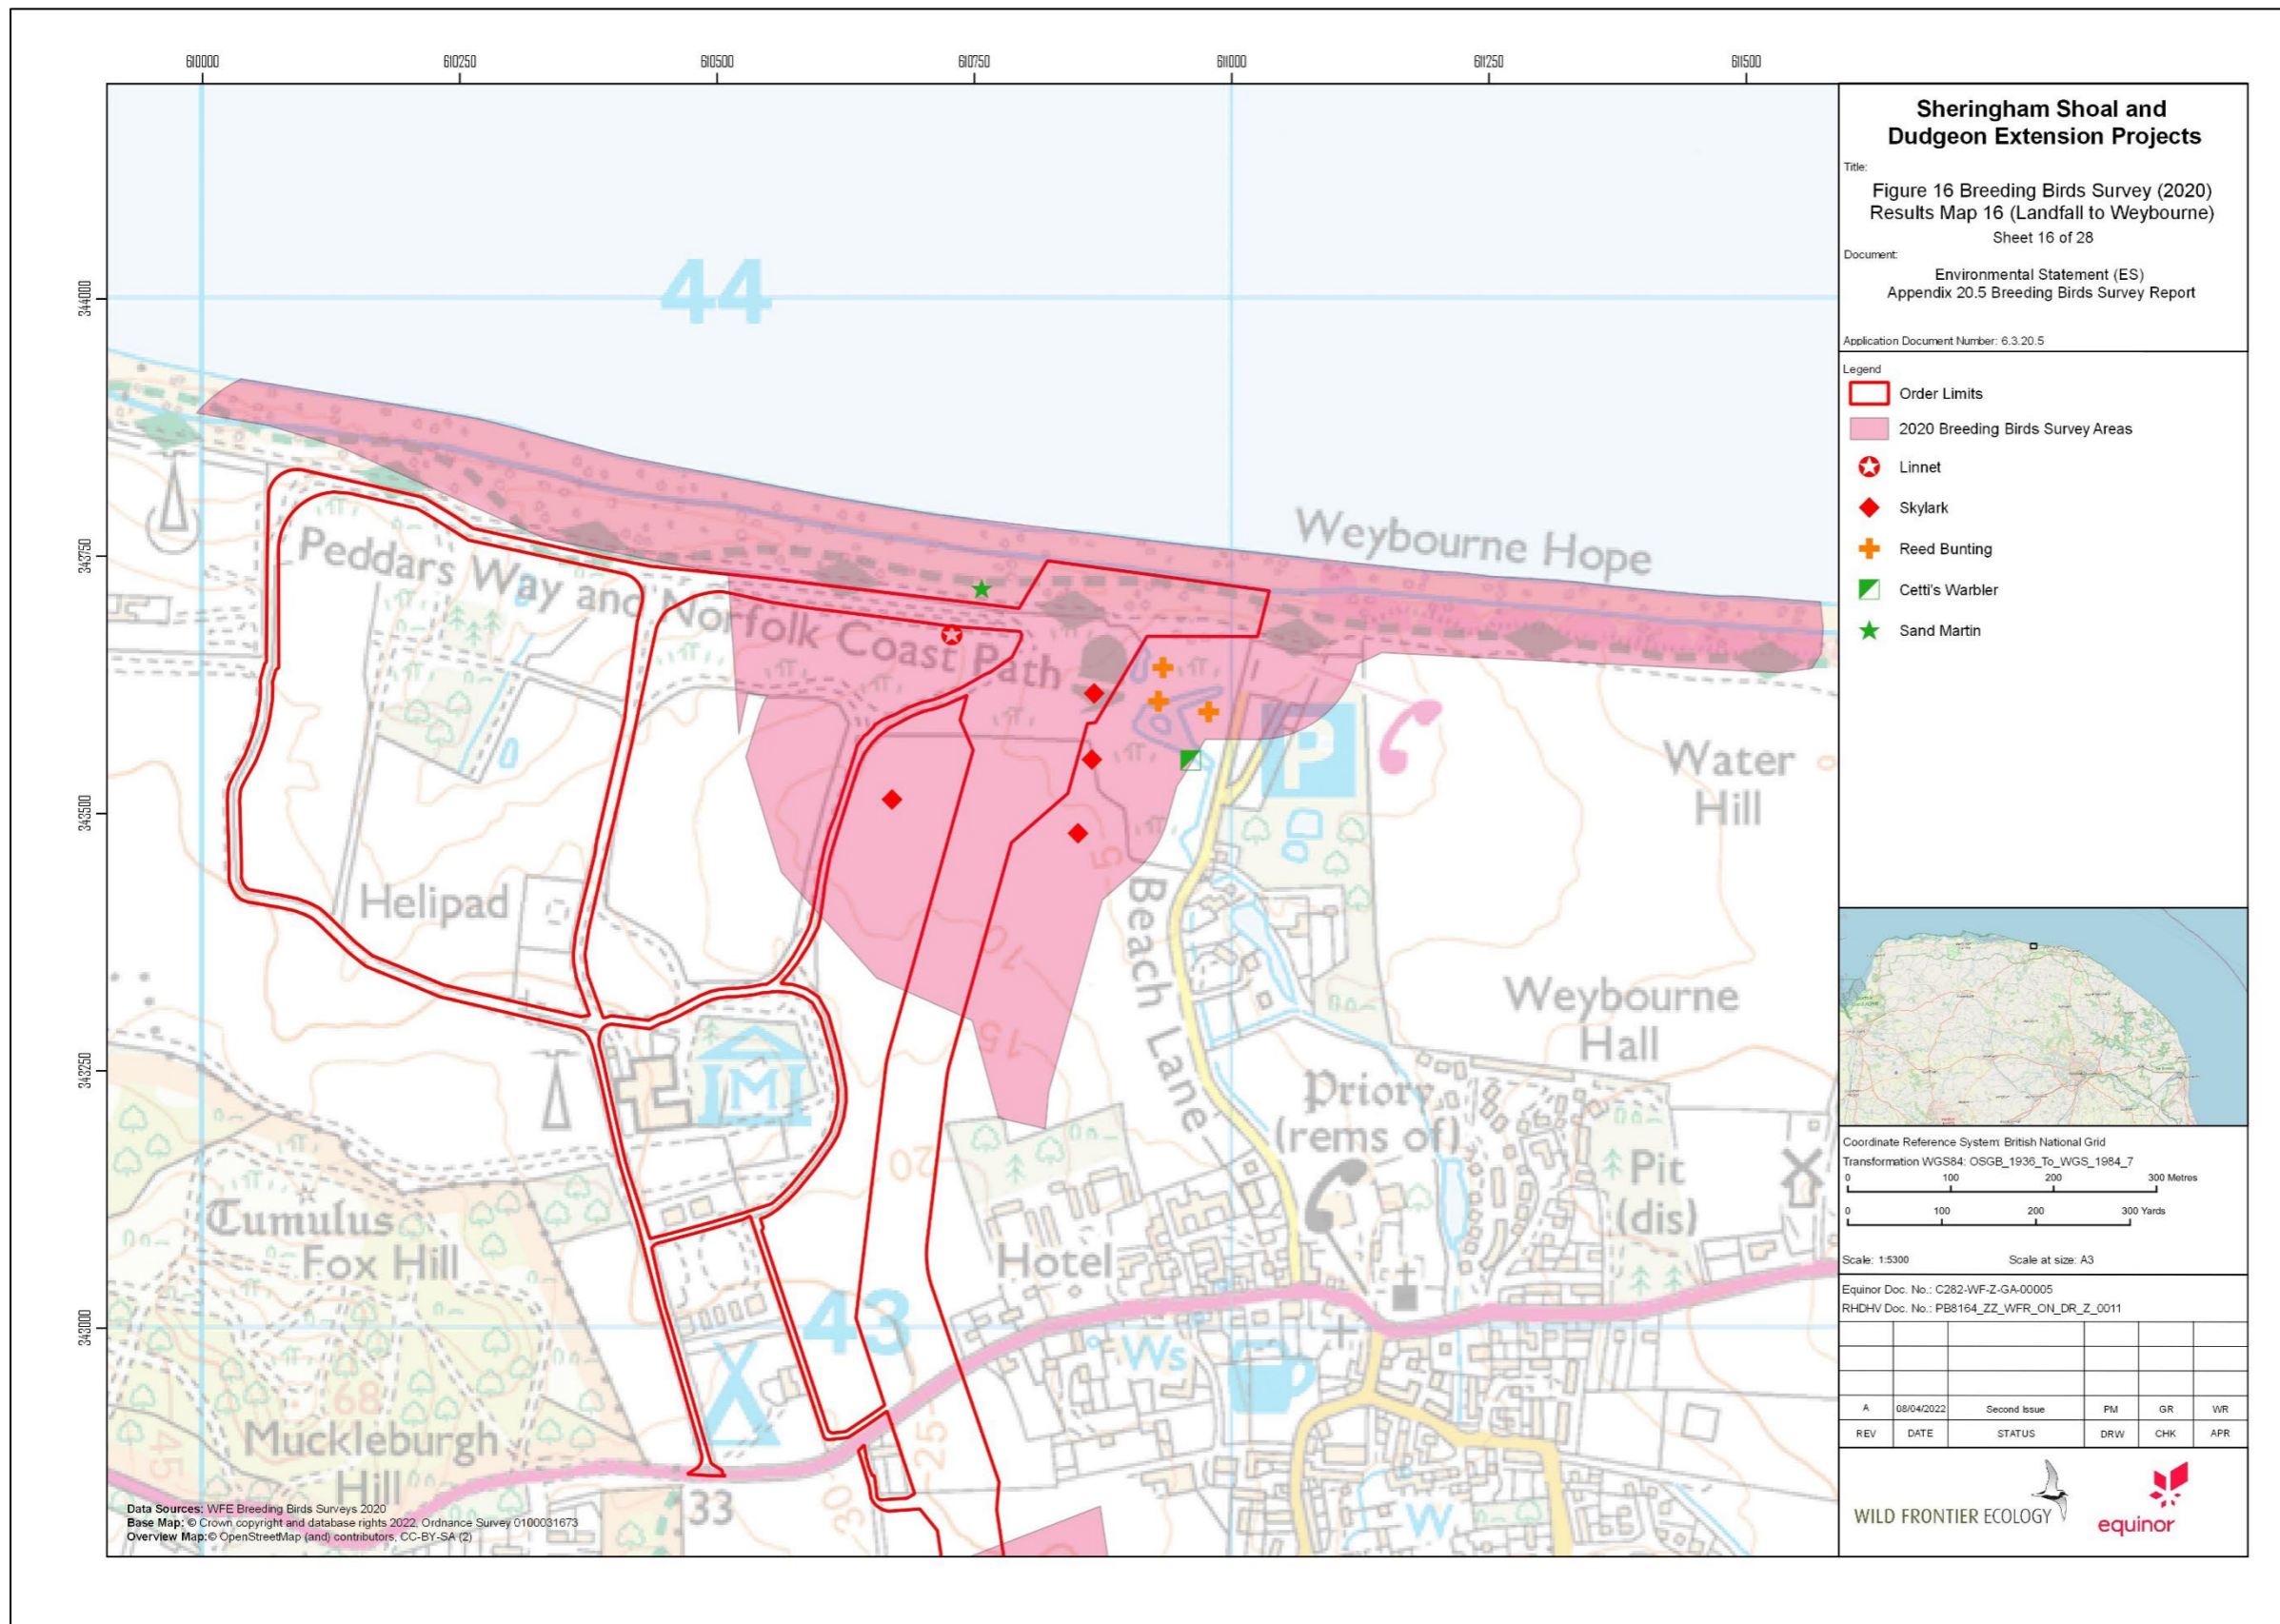 610000 610250 610500 610750 611000 611250 611500
344000
343750
343500
343250
343000
44
Weybourne Hope
Peddars Way and Norfolk Coast Path
Water
Hill
P
Helipad
5
10
15
Beach Lane
Weybourne
Hall
M
Priory
(rems of)
20
Pit
(dis)
Tumulus
Fox Hill
Hotel
43
Ws
68
Muckleburgh
Hill
45
25
30
33
W
Data Sources: WFE Breeding Birds Surveys 2020
Base Map: © Crown copyright and database rights 2022, Ordnance Survey 0100031673
Overview Map:© OpenStreetMap (and) contributors, CC-BY-SA (2)
Sheringham Shoal and
Dudgeon Extension Projects
Title:
Figure 16 Breeding Birds Survey (2020)
Results Map 16 (Landfall to Weybourne)
Sheet 16 of 28
Document:
Environmental Statement (ES)
Appendix 20.5 Breeding Birds Survey Report
Application Document Number: 6.3.20.5
Legend
Order Limits
2020 Breeding Birds Survey Areas
Linnet
Skylark
Reed Bunting
Cetti's Warbler
Sand Martin
Coordinate Reference System: British National Grid
Transformation WGS84: OSGB_1936_To_WGS_1984_7
0 100 200 300 Metres
0 100 200 300 Yards
Scale: 1:5300 Scale at size: A3
Equinor Doc. No.: C282-WF-Z-GA-00005
RHDHV Doc. No.: PB8164_ZZ_WFR_ON_DR_Z_0011
A 08/04/2022 Second Issue PM GR WR
REV DATE STATUS DRW CHK APR
WILD FRONTIER ECOLOGY
equinor